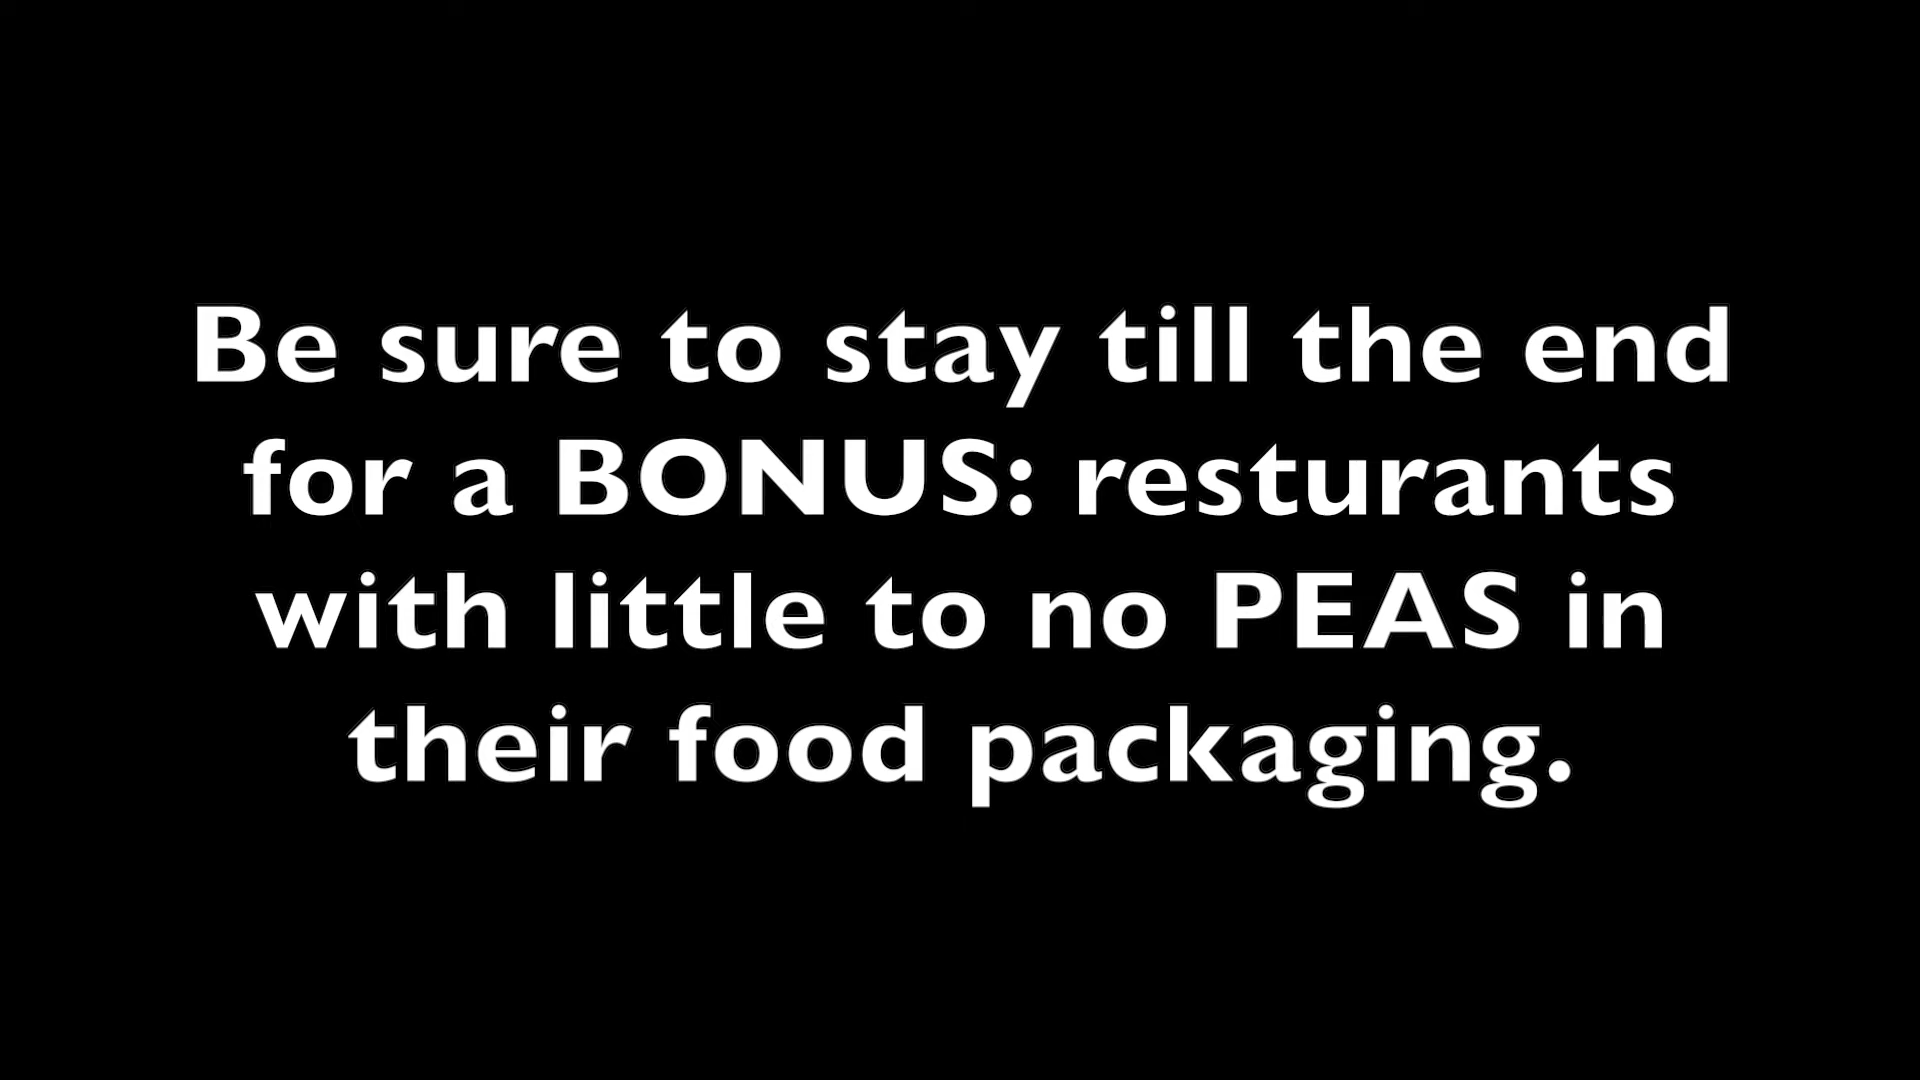 Be sure to stay till the end
for a BONUS: resturants
with little to no PEAS in
their food packaging.